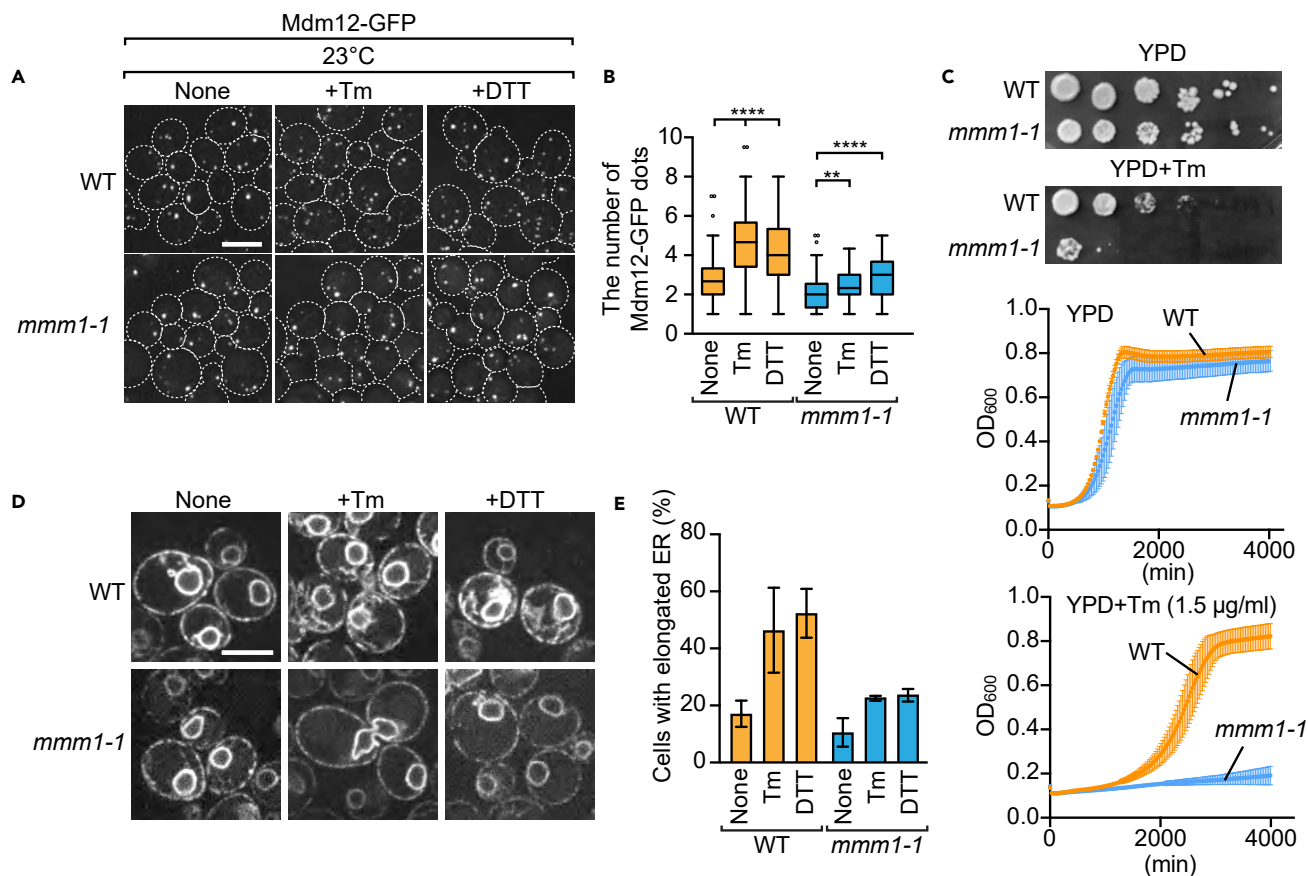 Mdm12-GFP
23°C
A
None
+Tm
+DTT
WT
mmm1-1
B
****
****
**
The number of
Mdm12-GFP dots
10
8
6
4
2
0
None
Tm
DTT
None
Tm
DTT
WT
mmm1-1
C
YPD
WT
mmm1-1
YPD+Tm
WT
mmm1-1
YPD
WT
mmm1-1
OD600
1.0
0.8
0.6
0.4
0.2
0.0
0
2000
4000
(min)
YPD+Tm (1.5 µg/ml)
WT
mmm1-1
OD600
1.0
0.8
0.6
0.4
0.2
0.0
0
2000
4000
(min)
D
None
+Tm
+DTT
WT
mmm1-1
E
Cells with elongated ER (%)
80
60
40
20
0
None
Tm
DTT
None
Tm
DTT
WT
mmm1-1